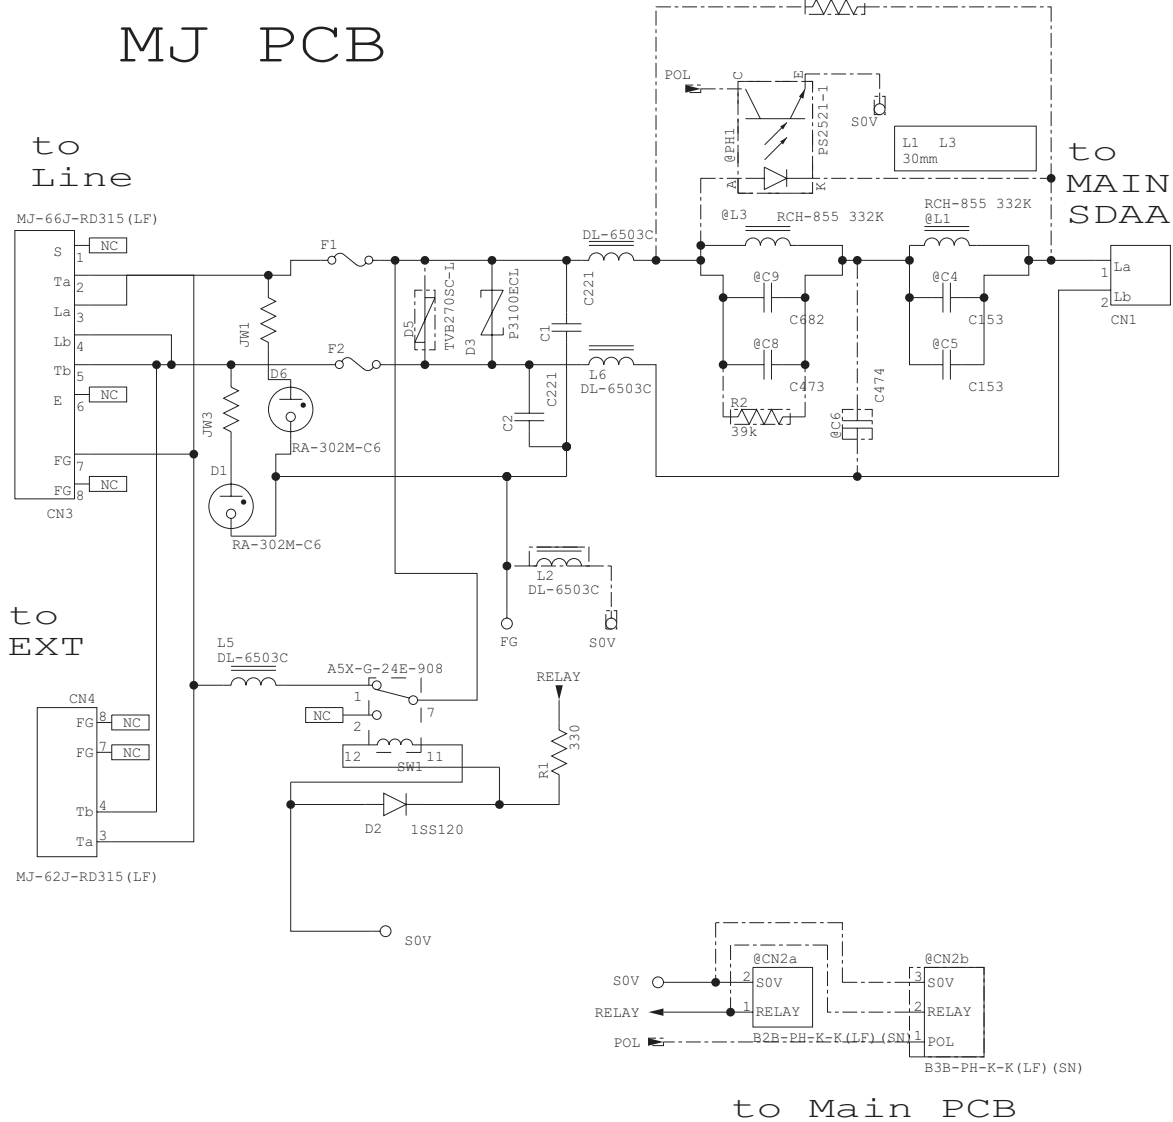 MJ PCB
to
Line
MJ-66J-RD315(LF)
S
1
NC
Ta
2
La
3
Lb
4
Tb
5
E
6
NC
FG
7
FG
8
NC
CN3
F1
F2
JW1
JW3
D6
RA-302M-C6
D1
RA-302M-C6
D5
TVB270SC-L
D3
P3100ECL
C1
C221
C2
C221
DL-6503C
L6
DL-6503C
POL
C
E
@PH1
PS2521-1
A
K
S0V
L1 L3
30mm
to
MAIN
SDAA
@L3
RCH-855 332K
RCH-855 332K
@L1
@C9
C682
@C8
C473
R2
39k
@C4
C153
@C5
C153
@C6
C474
La
1
Lb
2
CN1
L2
DL-6503C
FG
S0V
to
EXT
L5
DL-6503C
A5X-G-24E-908
1
7
NC
2
12
11
SW1
RELAY
R1
330
D2
1SS120
S0V
CN4
FG
8
NC
FG
7
NC
Tb
4
Ta
3
MJ-62J-RD315(LF)
@CN2a
@CN2b
S0V
2
S0V
3
S0V
RELAY
1
RELAY
2
RELAY
POL
1
POL
B2B-PH-K-K(LF)(SN)
B3B-PH-K-K(LF)(SN)
to Main PCB